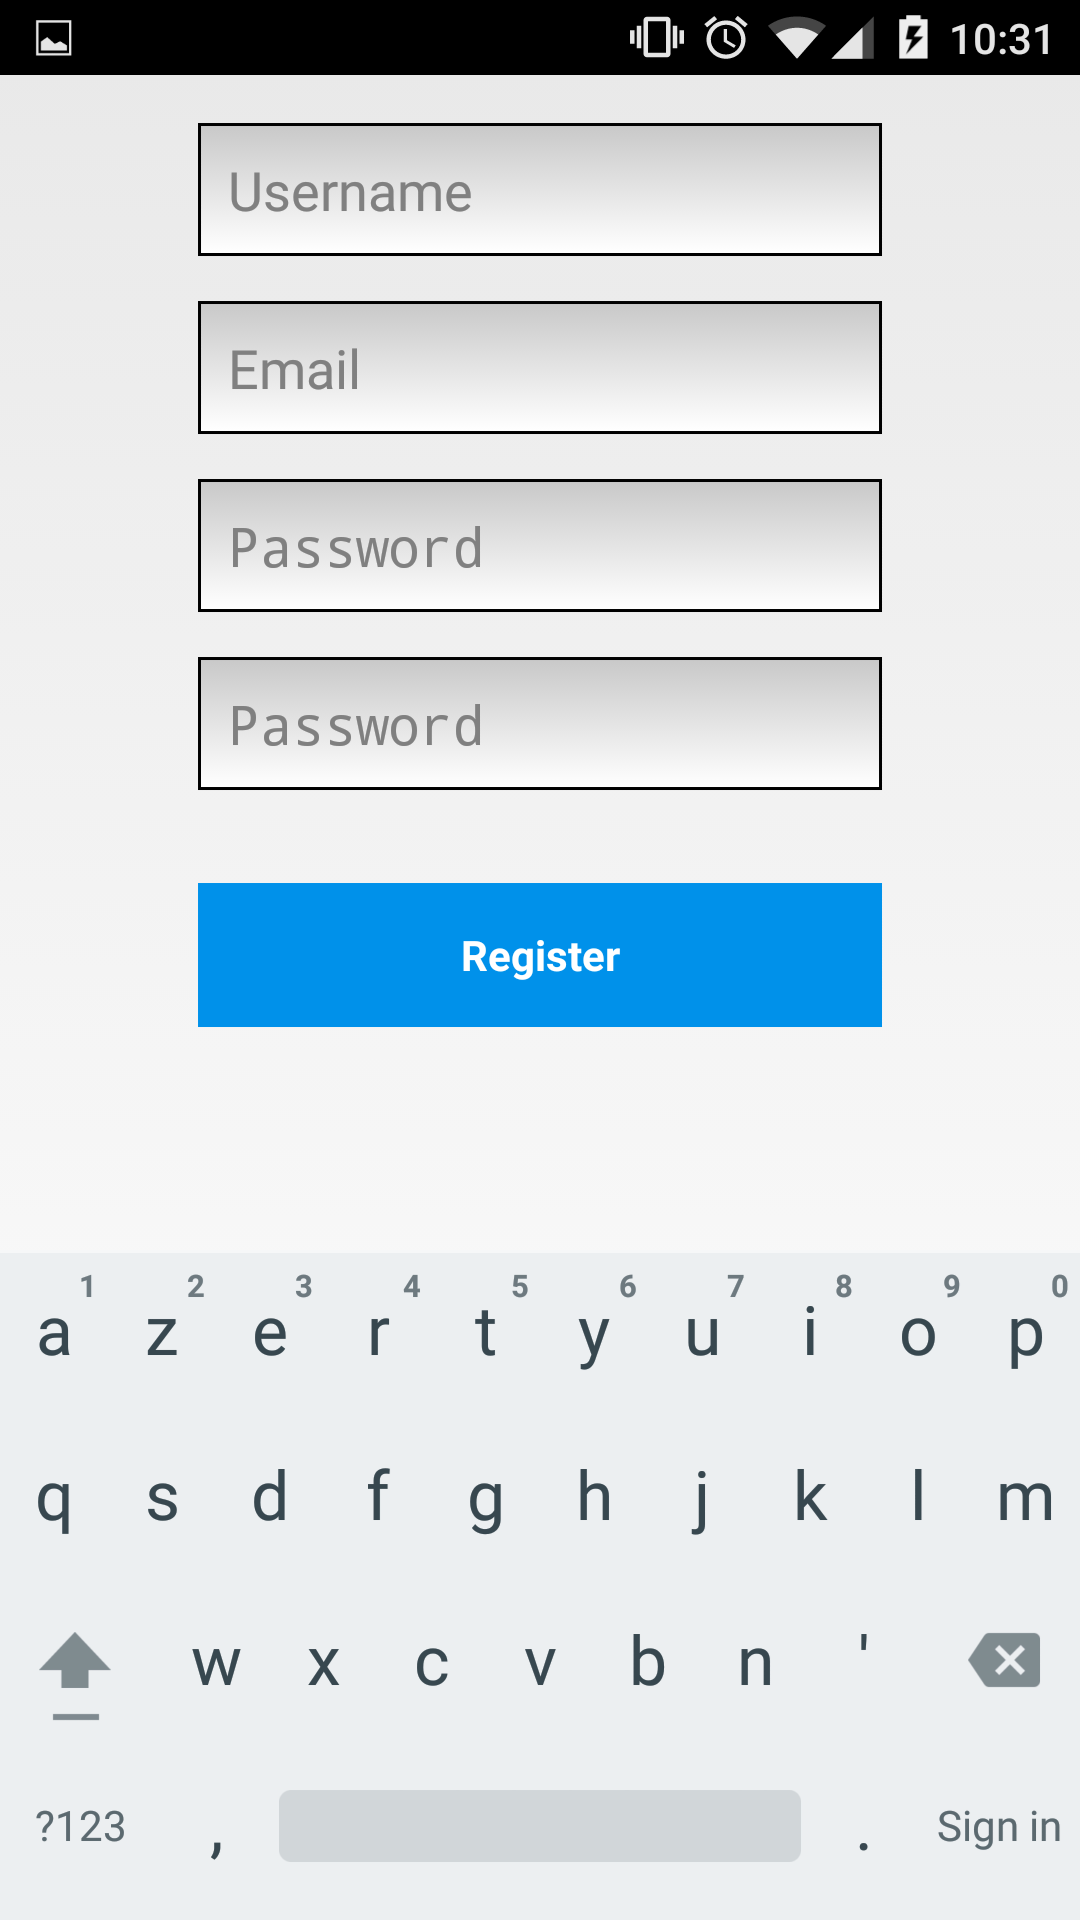 10:31
Username
Email
Password
Password
Register
1 2 3 4 5 6 7 8 9 0
a z e r t y u i o p
q s d f g h j k l m
w x c v b n '
?123 , . Sign in